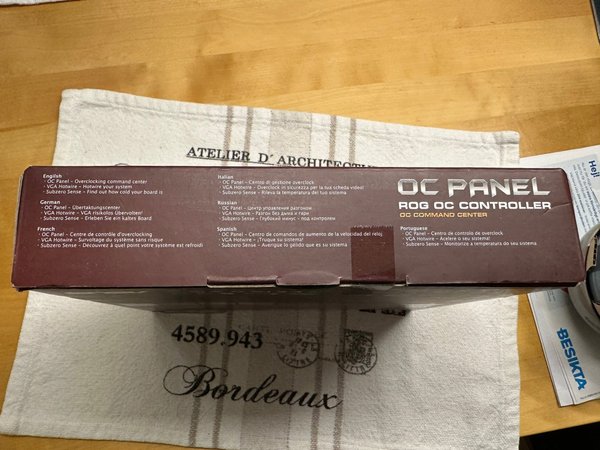 ATELIER D'ARCHITECTU
English
· OC Panel - Overclocking command center
· VGA Hotwire - Hotwire your system
· Subzero Sense - Find out how cold your board is
German
· OC Panel - Übertaktungscenter
· VGA Hotwire - VGA risikolos Übervolten!
· Subzero Sense - Erleben Sie ein kaltes Board
French
· OC Panel - Centre de contrôle d'overclocking
· VGA Hotwire - Survoltage du système sans risque
· Subzero Sense - Découvrez à quel point votre système est refroidi
Italian
· OC Panel - Centro di gestione overclock
· VGA Hotwire - Overclock in sicurezza per la tua scheda video!
· Subzero Sense - Rileva la temperatura del tuo sistema
Russian
· OC Panel - Центр управления разгоном
· VGA Hotwire - Разгон без дыма и гари
· Subzero Sense - Глубокий минус - под контролем
Spanish
· OC Panel - Centro de comandos de aumento de la velocidad del reloj
· VGA Hotwire - ¡Truque su sistema!
· Subzero Sense - Averigüe lo gélido que es su sistema
OC PANEL
ROG OC CONTROLLER
OC COMMAND CENTER
Portuguese
· OC Panel - Centro de controlo de overclock
· VGA Hotwire - Acelere o seu sistema!
· Subzero Sense - Monitorize a temperatura do seu sistema
4589.943
Bordeaux
Hej!
BESIKTA